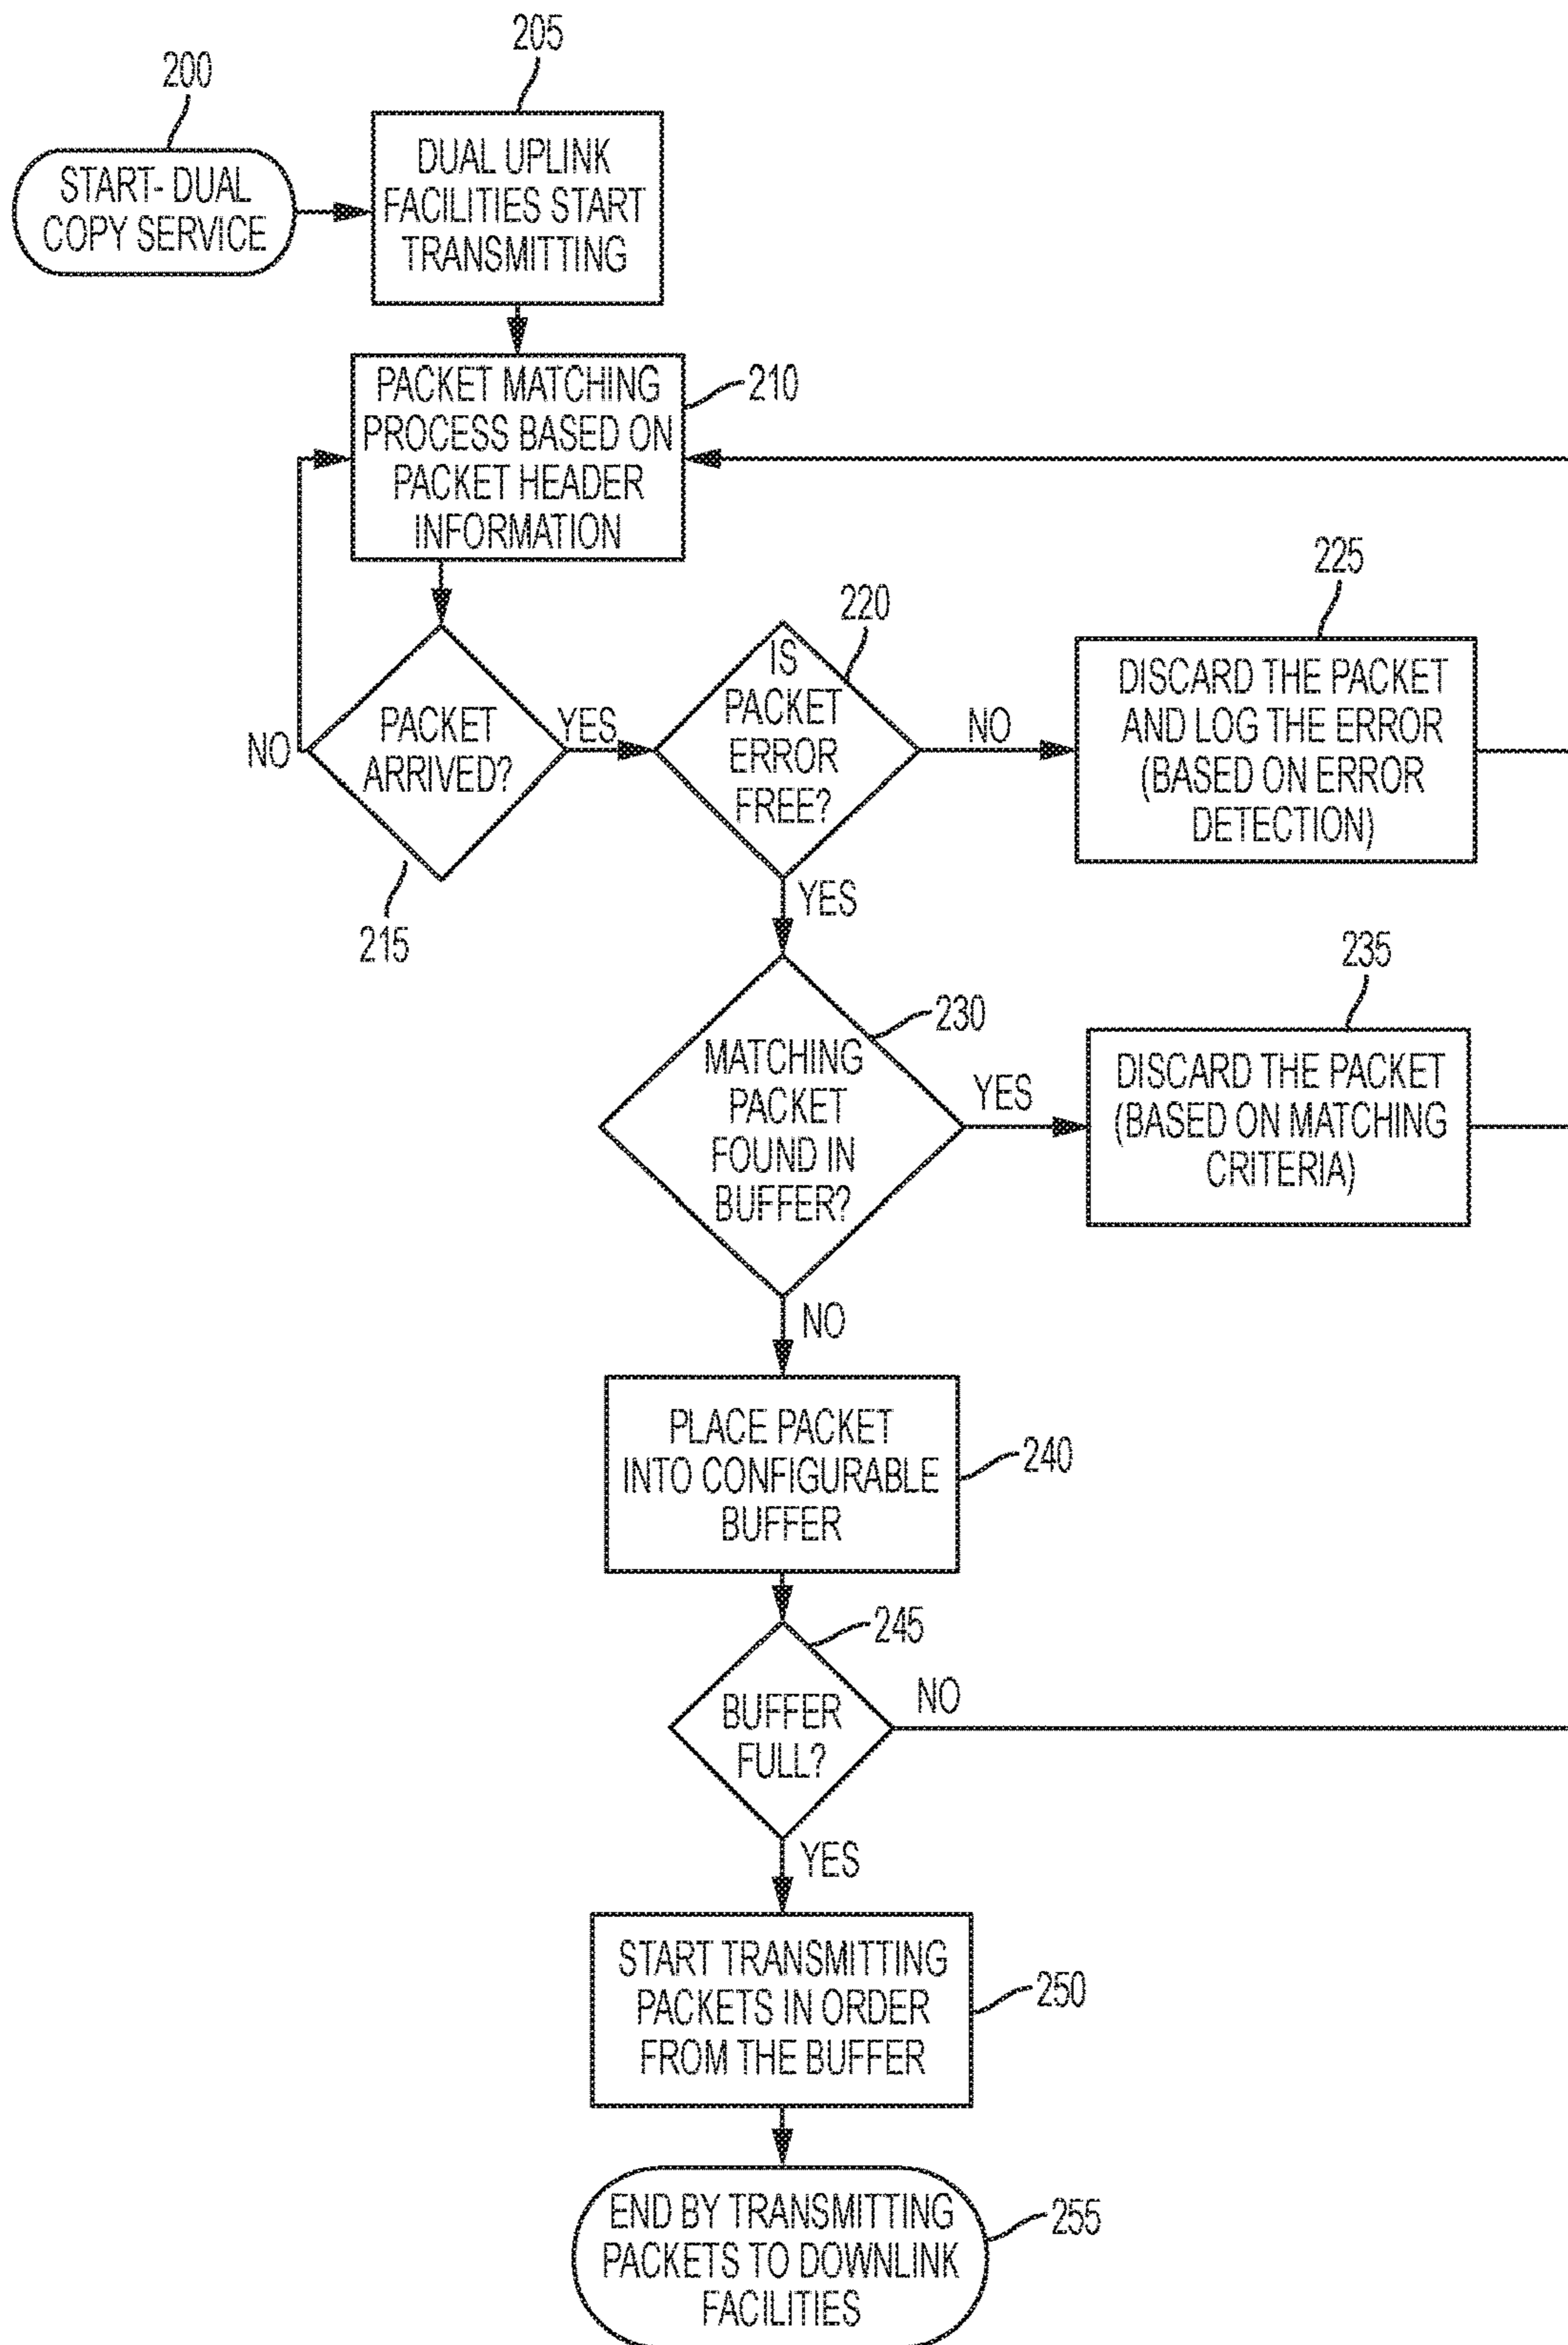 205
200
START- DUAL
COPY SERVICE
DUAL UPLINK
FACILITIES START
TRANSMITTING
PACKET MATCHING
PROCESS BASED ON
PACKET HEADER
INFORMATION
210
PACKET
ARRIVED?
NO
YES
215
220
IS
PACKET
ERROR
FREE?
NO
YES
225
DISCARD THE PACKET
AND LOG THE ERROR
(BASED ON ERROR
DETECTION)
230
MATCHING
PACKET
FOUND IN
BUFFER?
YES
NO
235
DISCARD THE PACKET
(BASED ON MATCHING
CRITERIA)
PLACE PACKET
INTO CONFIGURABLE
BUFFER
240
245
BUFFER
FULL?
NO
YES
START TRANSMITTING
PACKETS IN ORDER
FROM THE BUFFER
250
END BY TRANSMITTING
PACKETS TO DOWNLINK
FACILITIES
255